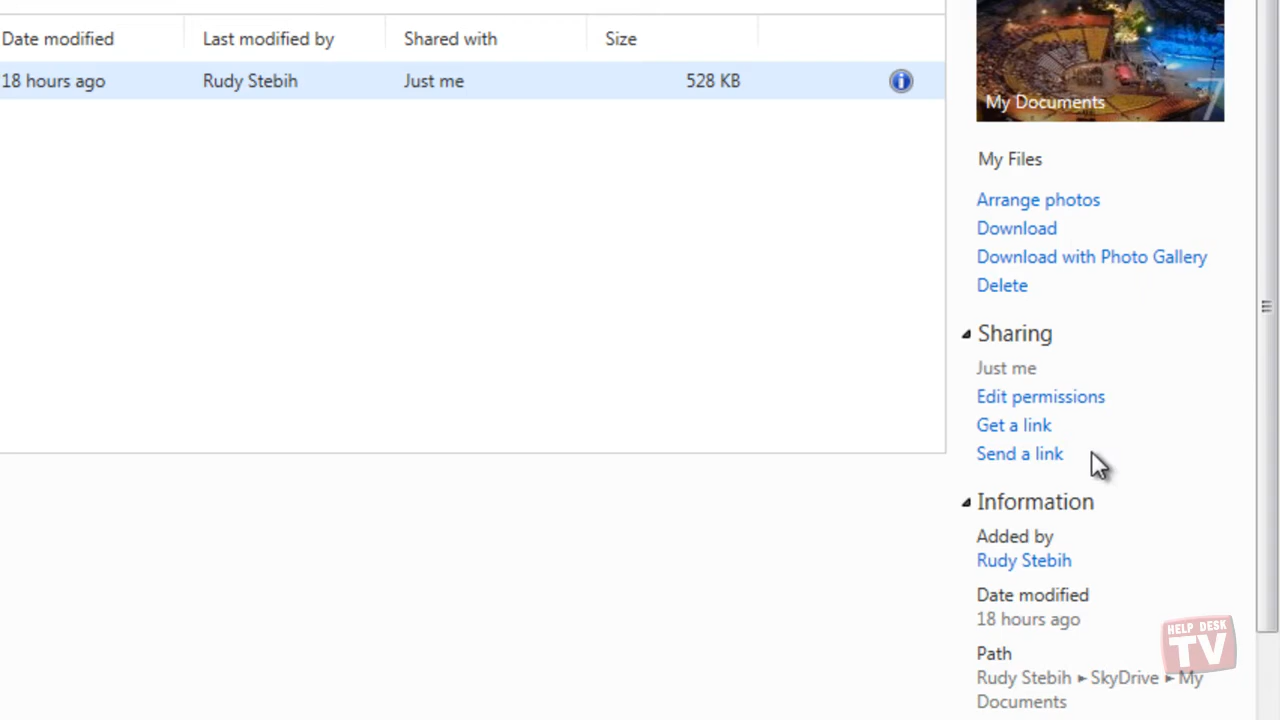 Date modified Last modified by Shared with Size
18 hours ago Rudy Stebih Just me 528 KB
My Documents
7
My Files
Arrange photos
Download
Download with Photo Gallery
Delete
Sharing
Just me
Edit permissions
Get a link
Send a link
Information
Added by
Rudy Stebih
Date modified
18 hours ago
Path
Rudy Stebih ▸ SkyDrive ▸ My
Documents
HELP DESK
TV